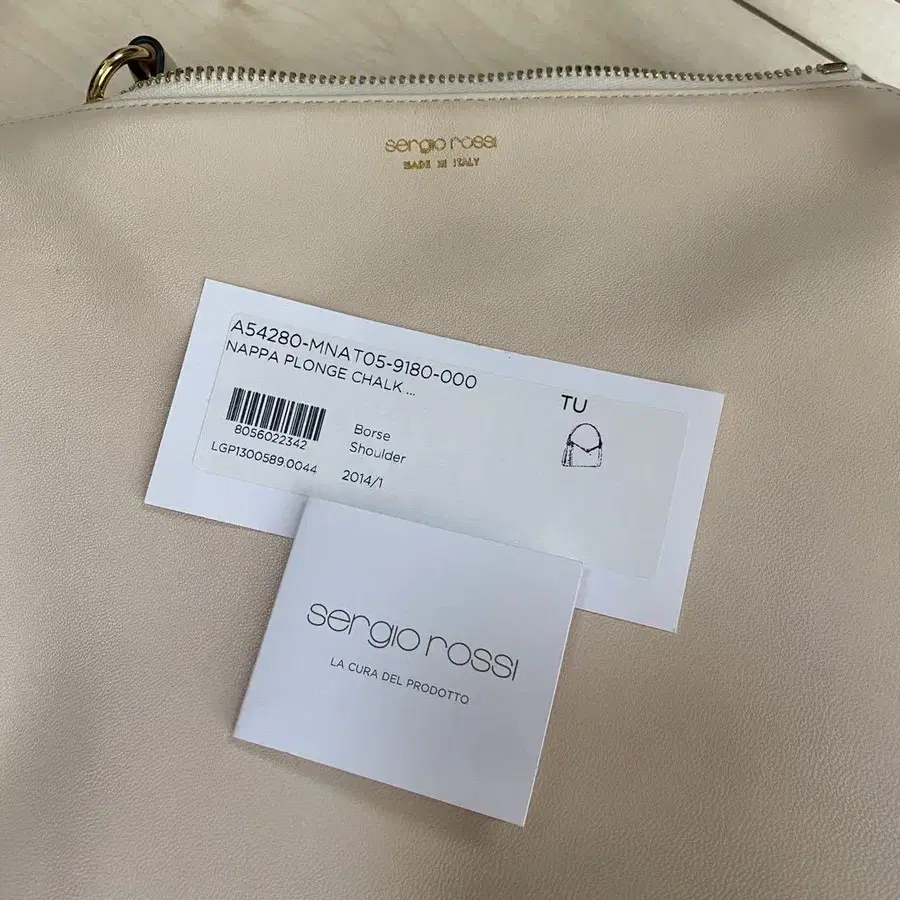 sergio rossi
MADE IN ITALY
A54280-MNAT05-9180-000
NAPPA PLONGE CHALK ...
TU
8056022342
Borse
Shoulder
LGP1300589.0044
2014/1
sergio rossi
LA CURA DEL PRODOTTO